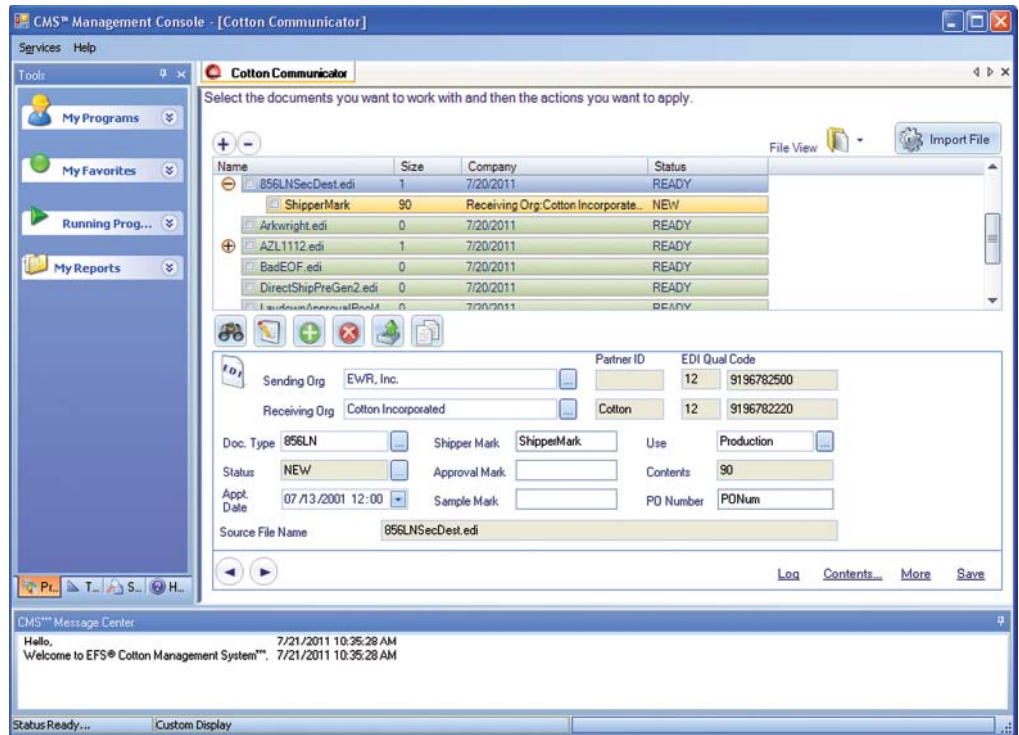 CMS™ Management Console - [Cotton Communicator]
Services Help
Tools
Cotton Communicator
Select the documents you want to work with and then the actions you want to apply.
My Programs
My Favorites
Running Prog...
My Reports
File View
Import File
Name Size Company Status
856LNSecDest.edi 1 7/20/2011 READY
ShipperMark 90 Receiving Org:Cotton Incorporate... NEW
Arkwright.edi 0 7/20/2011 READY
AZL1112.edi 1 7/20/2011 READY
BadEOF.edi 0 7/20/2011 READY
DirectShipPreGen2.edi 0 7/20/2011 READY
LaydownApprovalPool4 0 7/20/2011 READY
Partner ID EDI Qual Code
EDI
Sending Org EWR, Inc. ... 12 9196782500
Receiving Org Cotton Incorporated ... Cotton 12 9196782220
Doc. Type 856LN ... Shipper Mark ShipperMark Use Production ...
Status NEW ... Approval Mark Contents 90
Appt. Date 07/13/2001 12:00 Sample Mark PO Number PONum
Source File Name 856LNSecDest.edi
Log Contents... More Save
Pr... T... S... H...
CMS™ Message Center
Hello, 7/21/2011 10:35:28 AM
Welcome to EFS® Cotton Management System™. 7/21/2011 10:35:28 AM
Status Ready... Custom Display